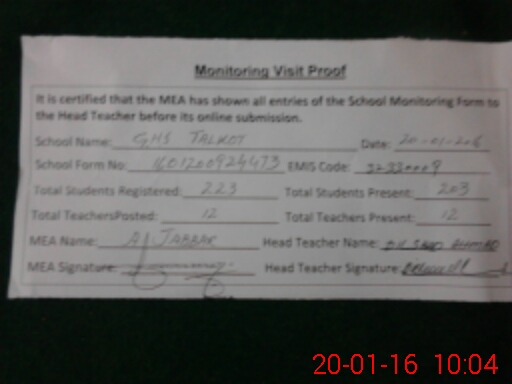 Monitoring Visit Proof
It is certified that the MEA has shown all entries of the School Monitoring Form to
the Head Teacher before its online submission.
School Name: GHS TALKOT Date: 20-01-206
School Form No: EMIS Code:
Total Students Registered: 223 Total Students Present: 203
Total TeachersPosted: 12 Total Teachers Present: 12
MEA Name: A/ JABBAR Head Teacher Name: AHMAD
MEA Signature: Head Teacher Signature:
20-01-16 10:04